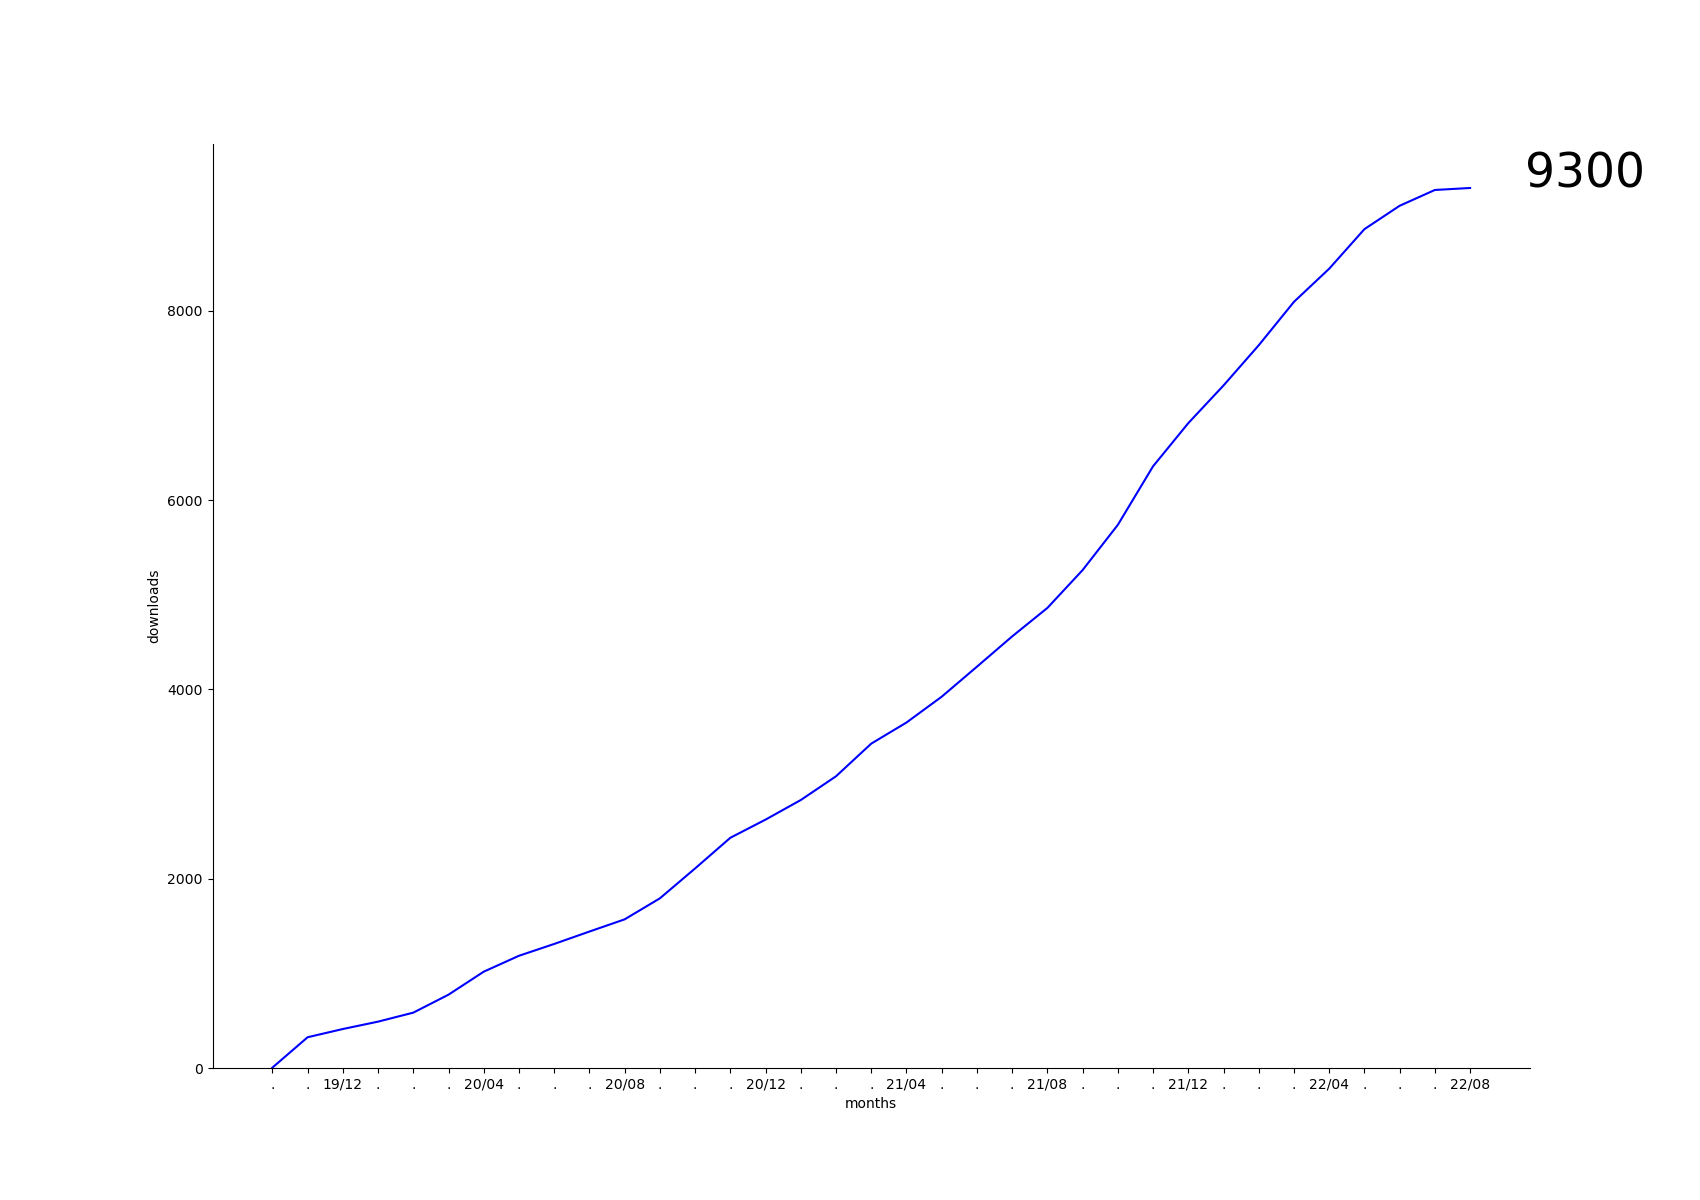 9300
8000
6000
4000
2000
0
downloads
. . 19/12 . . . 20/04 . . . 20/08 . . . 20/12 . . . 21/04 . . . 21/08 . . . 21/12 . . . 22/04 . . . 22/08
months